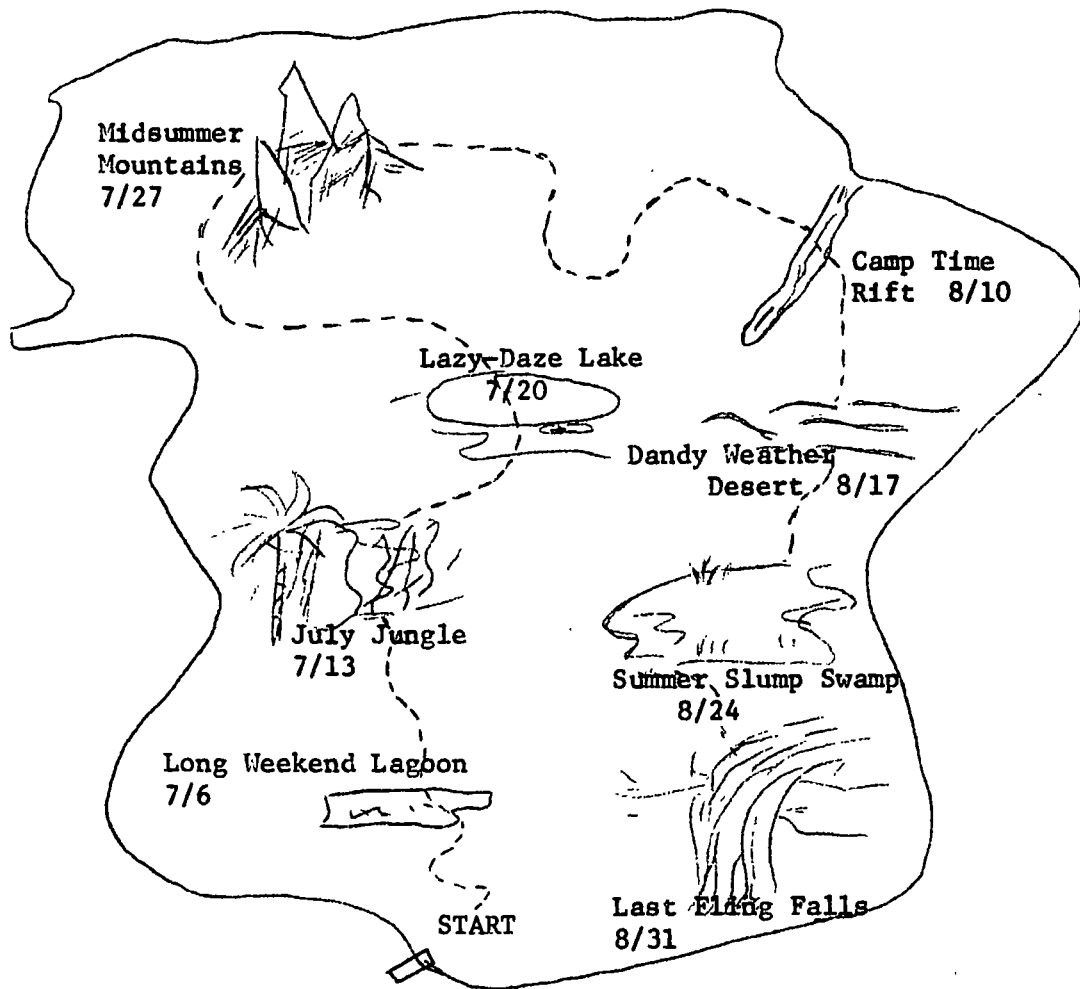 Midsummer
Mountains
7/27
Camp Time
Rift 8/10
Lazy-Daze Lake
7/20
Dandy Weather
Desert 8/17
July Jungle
7/13
Summer Slump Swamp
8/24
Long Weekend Lagoon
7/6
START
Last Fling Falls
8/31